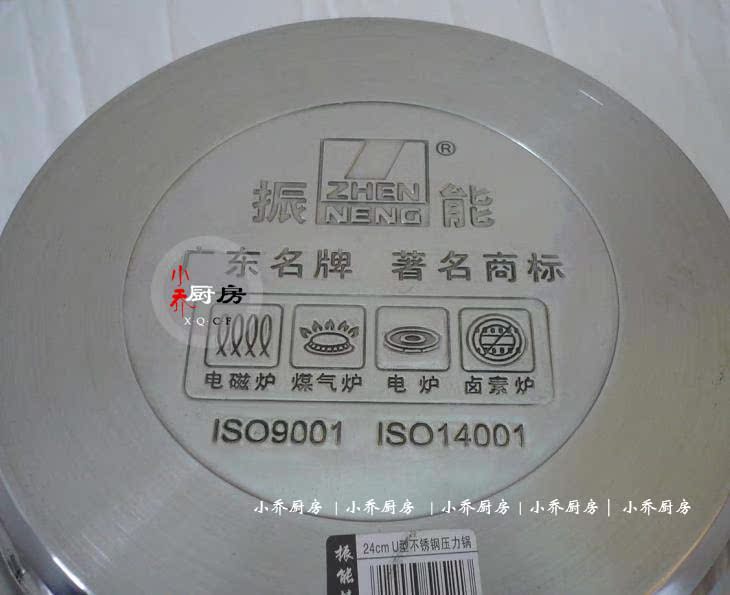 ZHEN
NENG
®
振 能
广东名牌 著名商标
小乔厨房
X·Q·C·F
电磁炉 煤气炉 电炉 卤素炉
ISO9001 ISO14001
小乔厨房 | 小乔厨房 | 小乔厨房 | 小乔厨房 | 小乔厨房
振能
24cm U型不锈钢压力锅